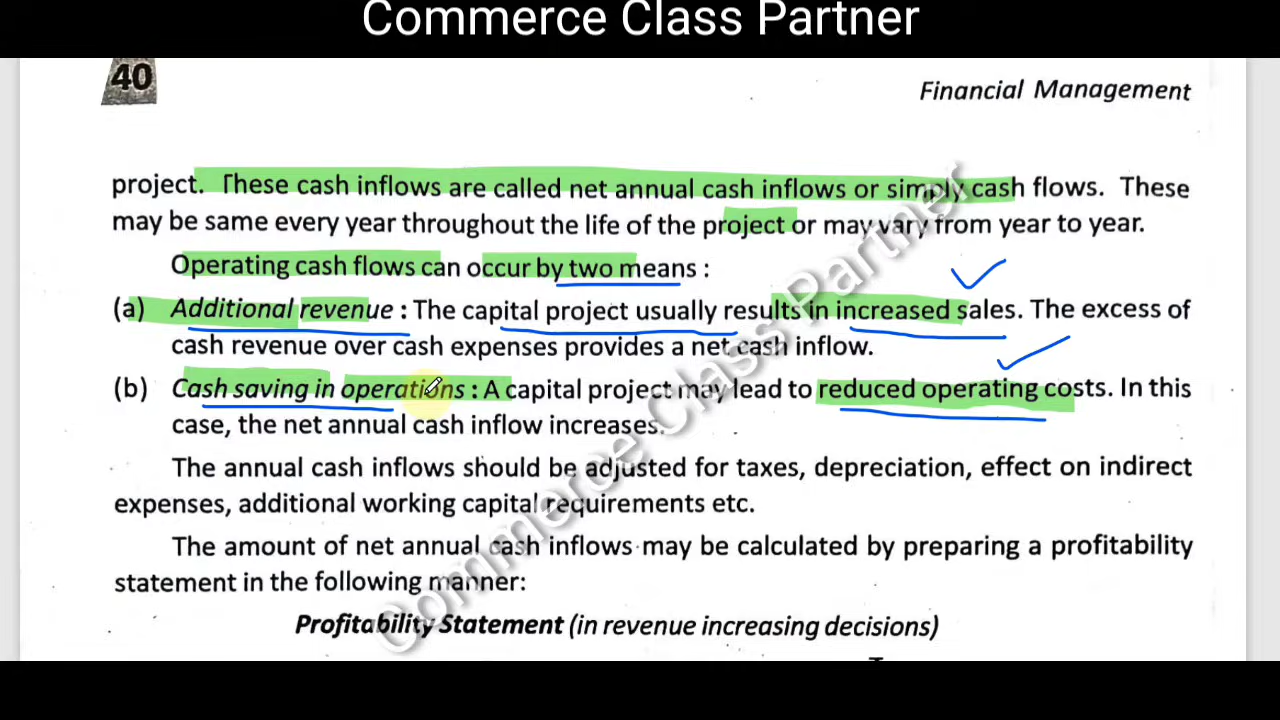 Commerce Class Partner
40
Financial Management
project. These cash inflows are called net annual cash inflows or simply cash flows. These
may be same every year throughout the life of the project or may vary from year to year.
Operating cash flows can occur by two means :
(a) Additional revenue : The capital project usually results in increased sales. The excess of
cash revenue over cash expenses provides a net cash inflow.
(b) Cash saving in operations : A capital project may lead to reduced operating costs. In this
case, the net annual cash inflow increases.
The annual cash inflows should be adjusted for taxes, depreciation, effect on indirect
expenses, additional working capital requirements etc.
The amount of net annual cash inflows may be calculated by preparing a profitability
statement in the following manner:
Profitability Statement (in revenue increasing decisions)
Commerce Class Partner